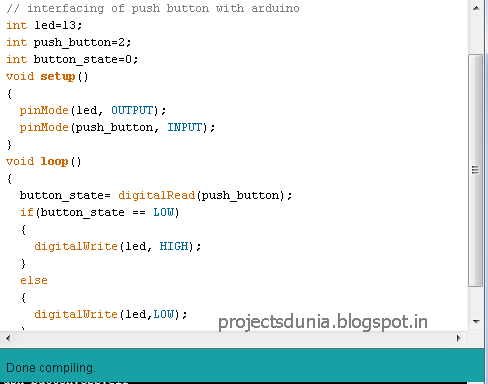 // interfacing of push button with arduino
int led=13;
int push_button=2;
int button_state=0;
void setup()
{
  pinMode(led, OUTPUT);
  pinMode(push_button, INPUT);
}
void loop()
{
  button_state= digitalRead(push_button);
  if(button_state == LOW)
  {
    digitalWrite(led, HIGH);
  }
  else
  {
    digitalWrite(led,LOW);
  }
projectsdunia.blogspot.in
Done compiling.